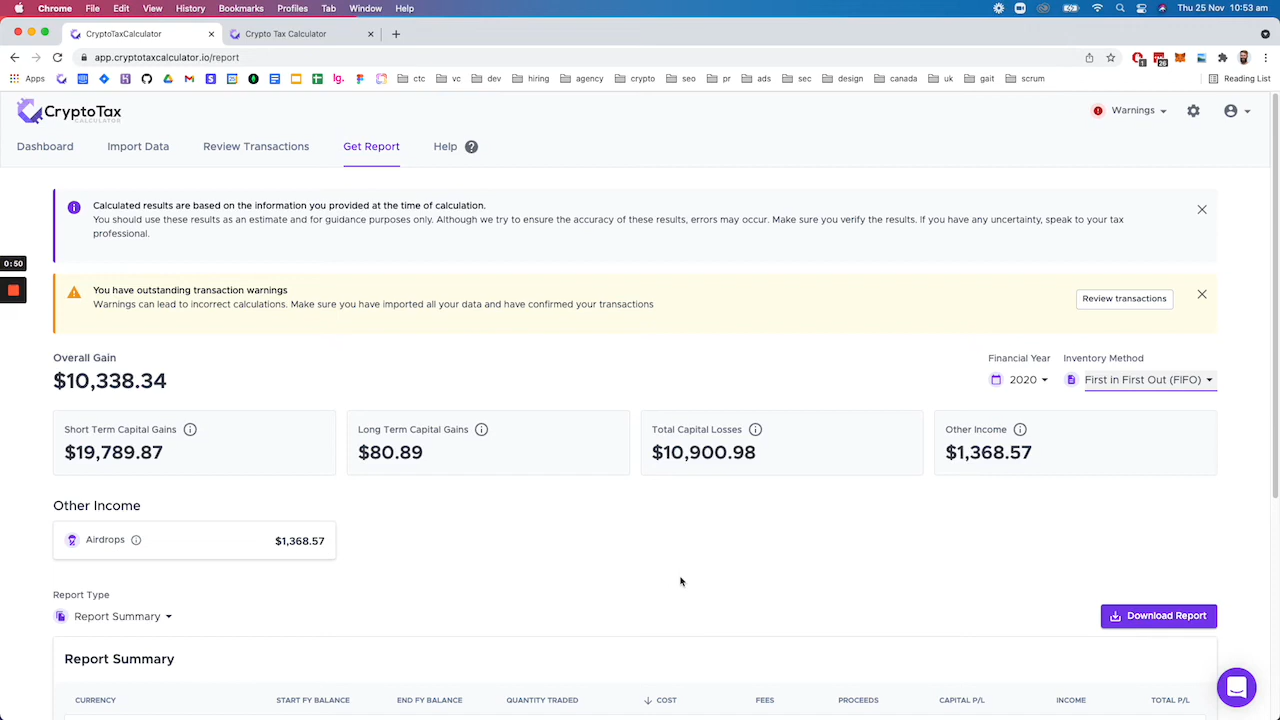 Chrome File Edit View History Bookmarks Profiles Tab Window Help Thu 25 Nov 10:53 am
CryptoTaxCalculator Crypto Tax Calculator
app.cryptotaxcalculator.io/report
Apps Ig. ctc vc dev hiring agency crypto seo pr ads sec design canada uk gait scrum Reading List
CryptoTax
CALCULATOR
Warnings
Dashboard Import Data Review Transactions Get Report Help
Calculated results are based on the information you provided at the time of calculation.
You should use these results as an estimate and for guidance purposes only. Although we try to ensure the accuracy of these results, errors may occur. Make sure you verify the results. If you have any uncertainty, speak to your tax
professional.
0:50
You have outstanding transaction warnings
Warnings can lead to incorrect calculations. Make sure you have imported all your data and have confirmed your transactions
Review transactions
Overall Gain
$10,338.34
Financial Year Inventory Method
2020 First in First Out (FIFO)
Short Term Capital Gains
$19,789.87
Long Term Capital Gains
$80.89
Total Capital Losses
$10,900.98
Other Income
$1,368.57
Other Income
Airdrops $1,368.57
Report Type
Report Summary
Download Report
Report Summary
CURRENCY START FY BALANCE END FY BALANCE QUANTITY TRADED COST FEES PROCEEDS CAPITAL P/L INCOME TOTAL P/L